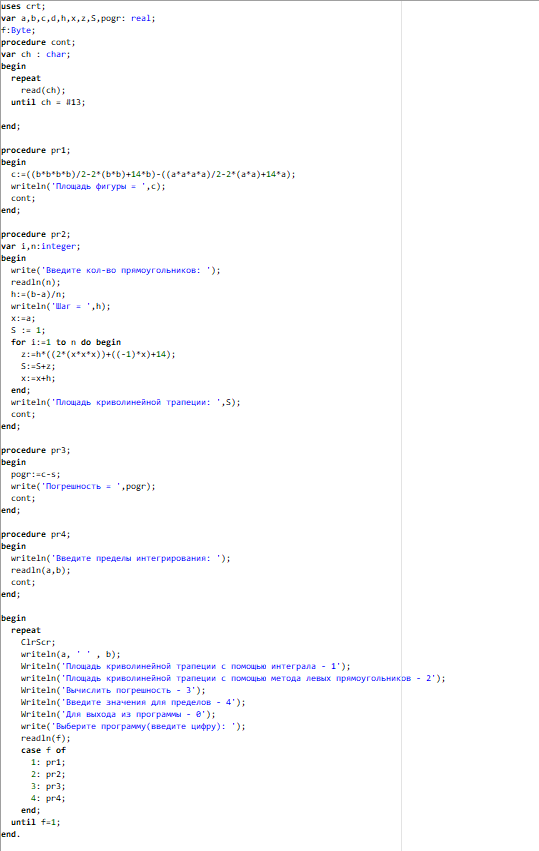 uses crt;
var a,b,c,d,h,x,z,S,pogr: real;
f:Byte;
procedure cont;
var ch : char;
begin
  repeat
    read(ch);
  until ch = #13;

end;

procedure pr1;
begin
  c:=((b*b*b*b)/2-2*(b*b)+14*b)-((a*a*a*a)/2-2*(a*a)+14*a);
  writeln('Площадь фигуры = ',c);
  cont;
end;

procedure pr2;
var i,n:integer;
begin
  write('Введите кол-во прямоугольников: ');
  readln(n);
  h:=(b-a)/n;
  writeln('Шаг = ',h);
  x:=a;
  S := 1;
  for i:=1 to n do begin
    z:=h*((2*(x*x*x))+((-1)*x)+14);
    S:=S+z;
    x:=x+h;
  end;
  writeln('Площадь криволинейной трапеции: ',S);
  cont;
end;

procedure pr3;
begin
  pogr:=c-s;
  write('Погрешность = ',pogr);
  cont;
end;

procedure pr4;
begin
  writeln('Введите пределы интегрирования: ');
  readln(a,b);
  cont;
end;

begin
  repeat
    ClrScr;
    writeln(a, ' ' , b);
    Writeln('Площадь криволинейной трапеции с помощью интеграла - 1');
    writeln('Площадь криволинейной трапеции с помощью метода левых прямоугольников - 2');
    Writeln('Вычислить погрешность - 3');
    Writeln('Введите значения для пределов - 4');
    Writeln('Для выхода из программы - 0');
    write('Выберите программу(введите цифру): ');
    readln(f);
    case f of
      1: pr1;
      2: pr2;
      3: pr3;
      4: pr4;
    end;
  until f=1;
end.